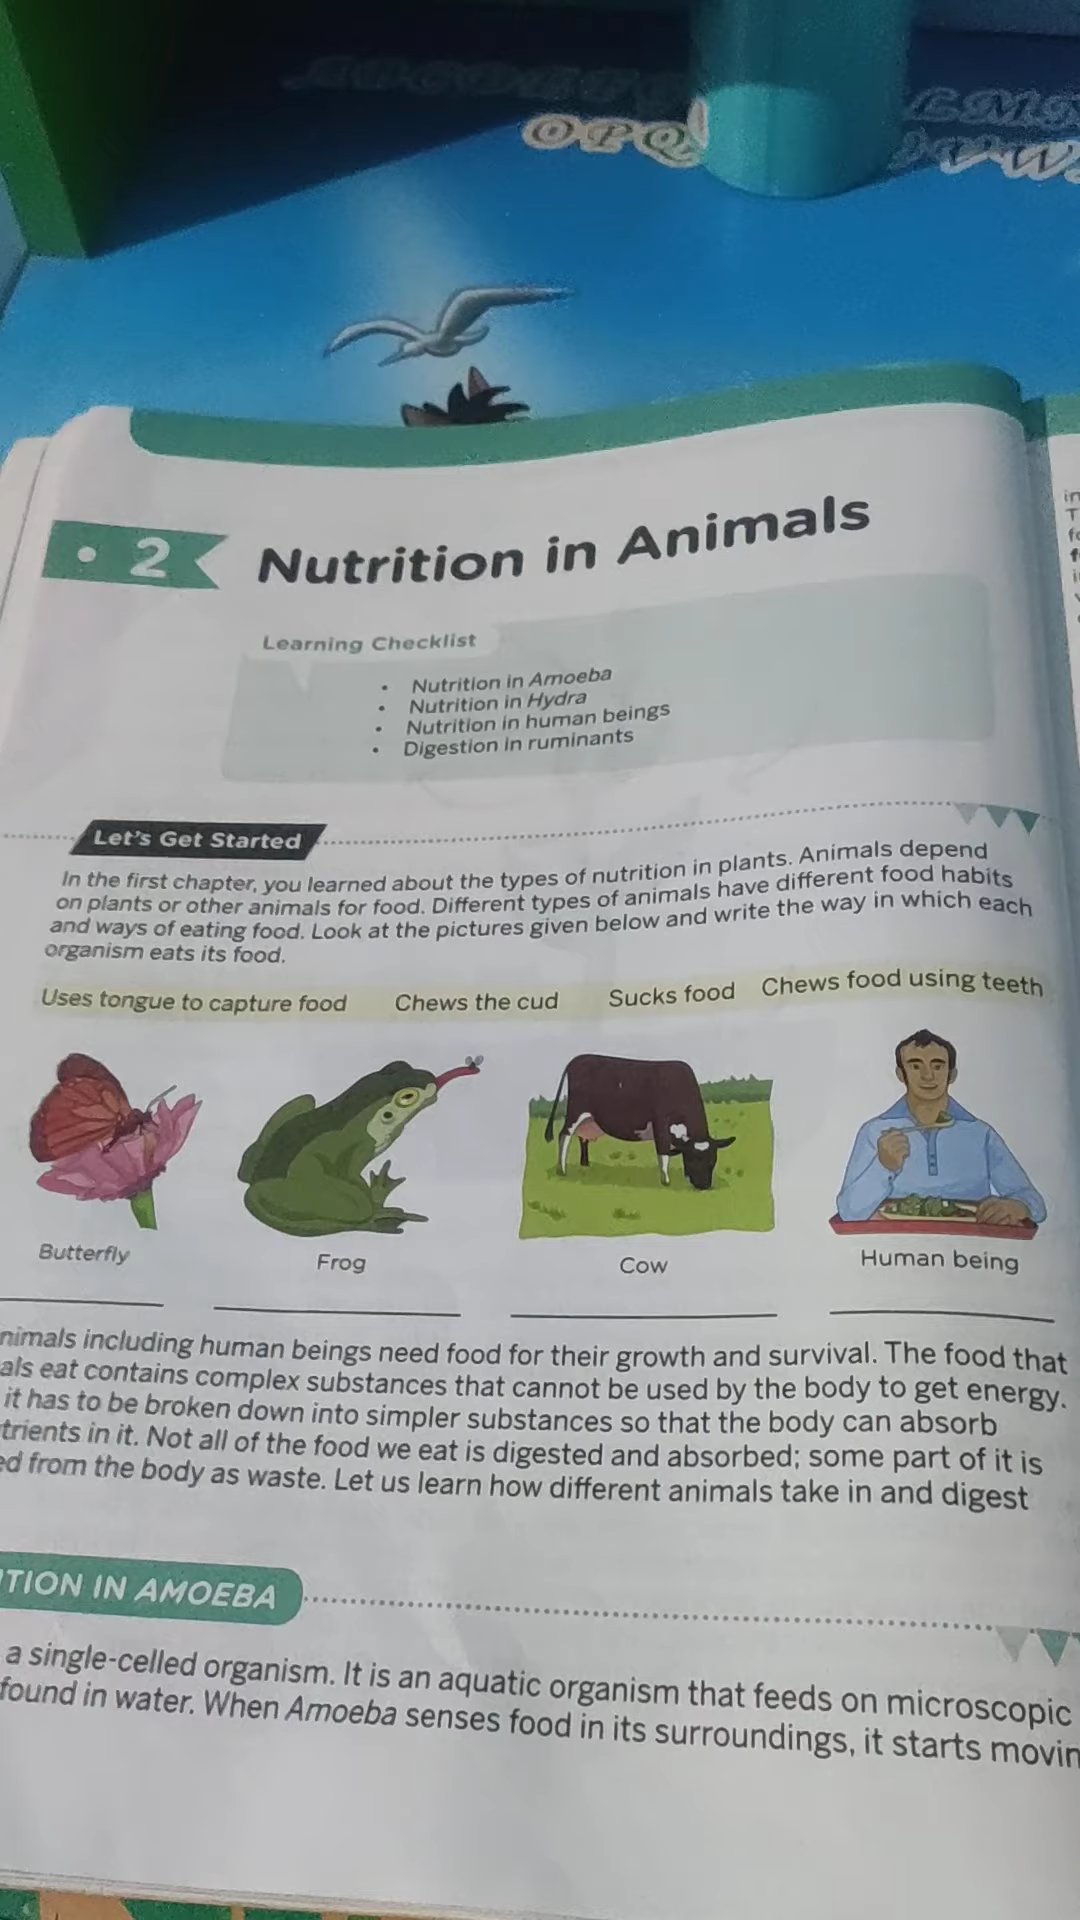 OPQ
2
Nutrition in Animals
Learning Checklist
• Nutrition in Amoeba
• Nutrition in Hydra
• Nutrition in human beings
• Digestion in ruminants
Let's Get Started
In the first chapter, you learned about the types of nutrition in plants. Animals depend
on plants or other animals for food. Different types of animals have different food habits
and ways of eating food. Look at the pictures given below and write the way in which each
organism eats its food.
Uses tongue to capture food Chews the cud Sucks food Chews food using teeth
Butterfly Frog Cow Human being
nimals including human beings need food for their growth and survival. The food that
als eat contains complex substances that cannot be used by the body to get energy.
it has to be broken down into simpler substances so that the body can absorb
trients in it. Not all of the food we eat is digested and absorbed; some part of it is
ed from the body as waste. Let us learn how different animals take in and digest
TION IN AMOEBA
a single-celled organism. It is an aquatic organism that feeds on microscopic
found in water. When Amoeba senses food in its surroundings, it starts movin